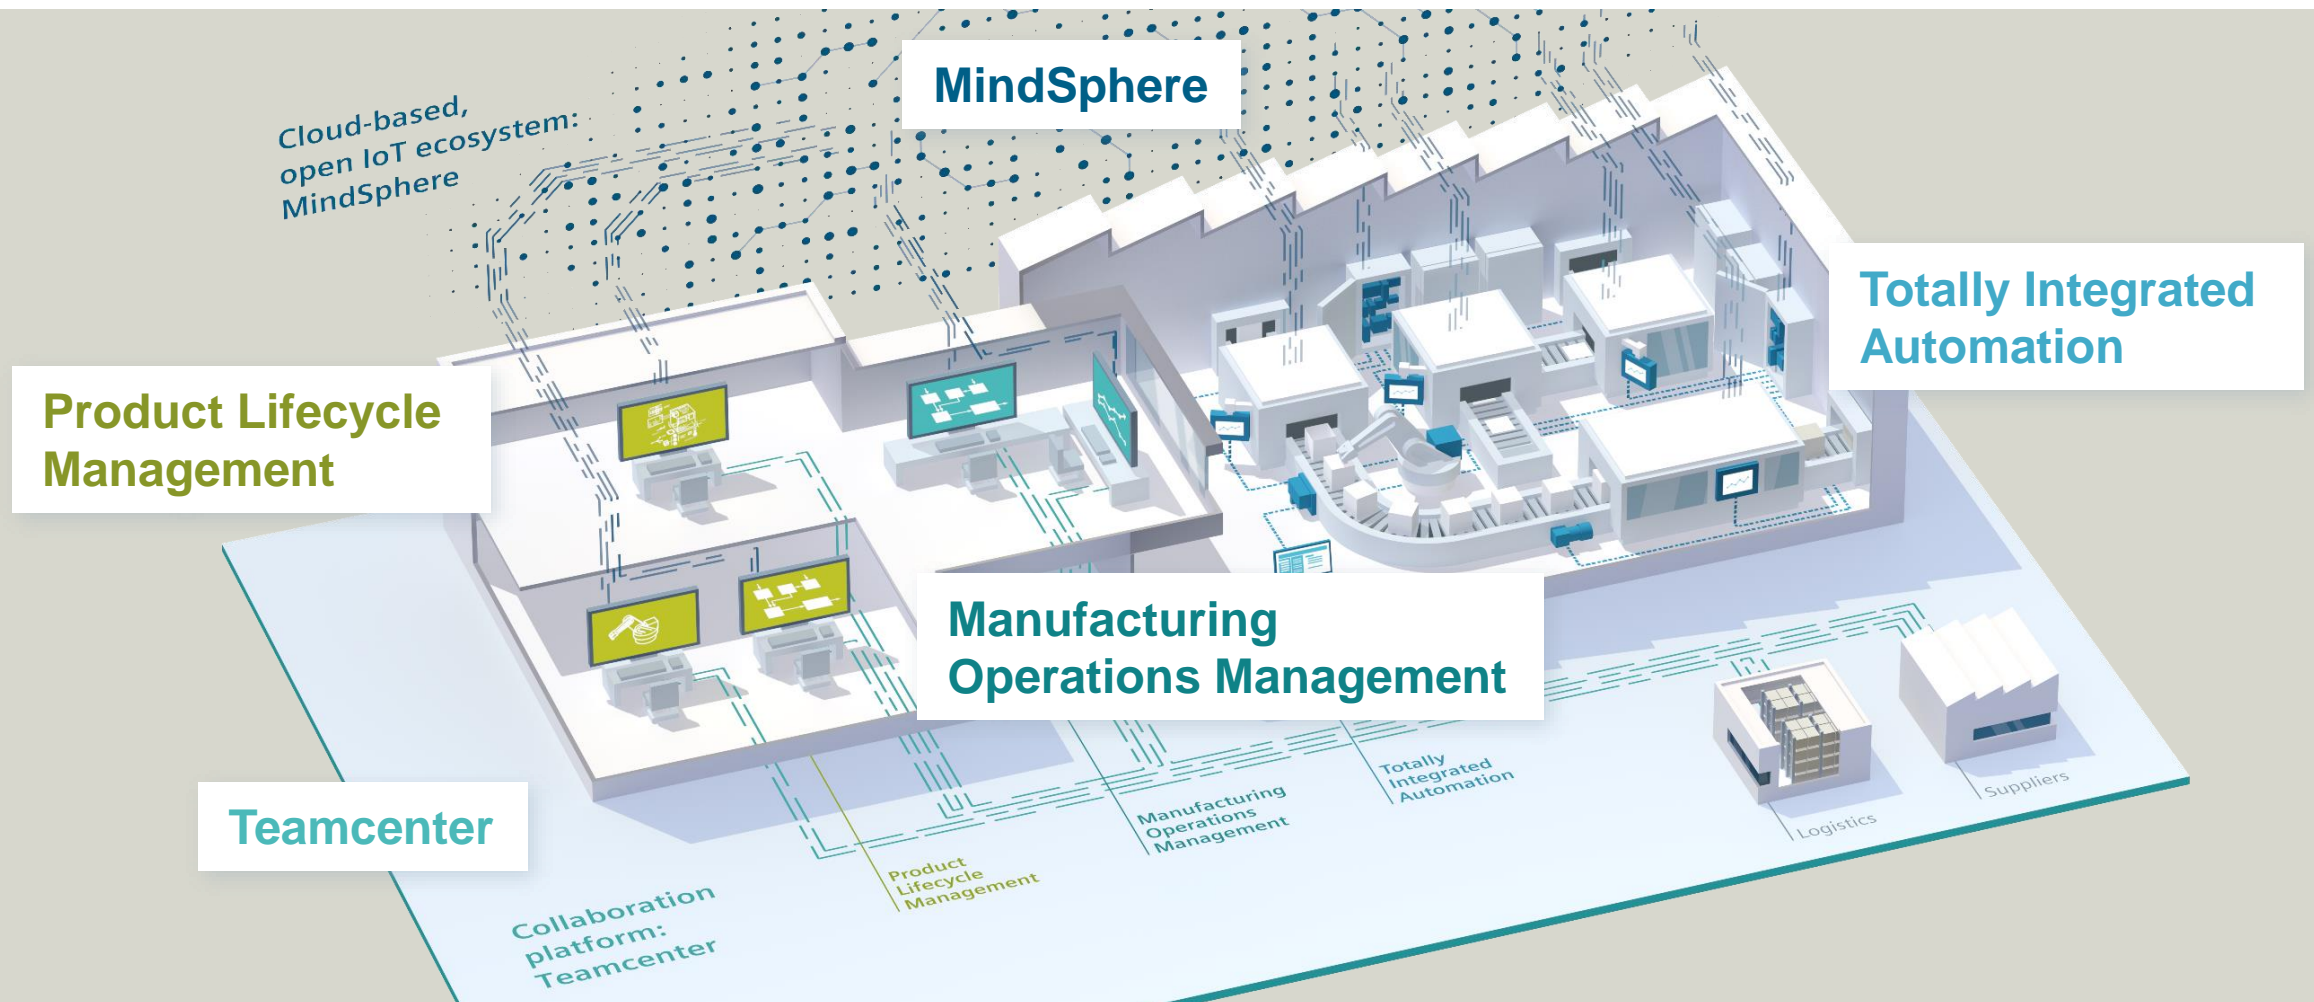 MindSphere
Cloud-based,
open IoT ecosystem:
MindSphere
Totally Integrated
Automation
Product Lifecycle
Management
Manufacturing
Operations Management
Teamcenter
Totally
Integrated
Automation
Manufacturing
Operations
Management
Product
Lifecycle
Management
Suppliers
Logistics
Collaboration
platform:
Teamcenter